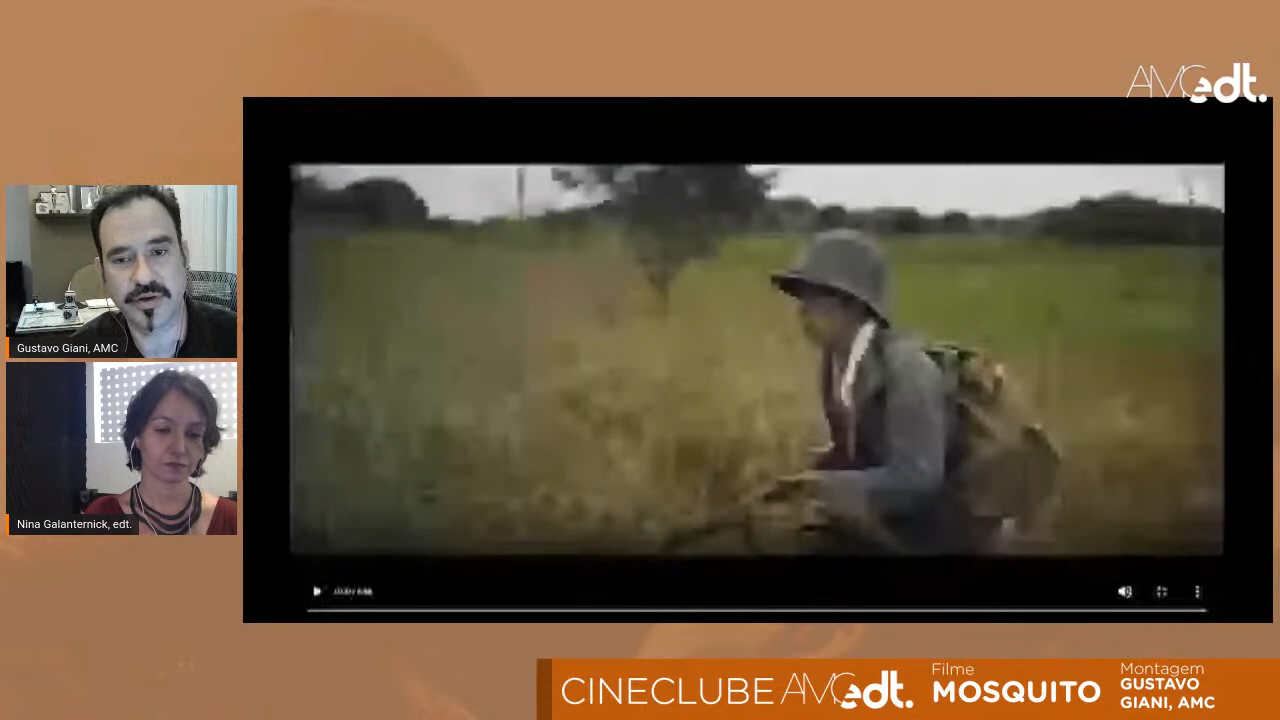 AMCedt.
Gustavo Giani, AMC
Nina Galanternick, edt.
CINECLUBE AMCedt.
Filme
MOSQUITO
Montagem
GUSTAVO
GIANI, AMC